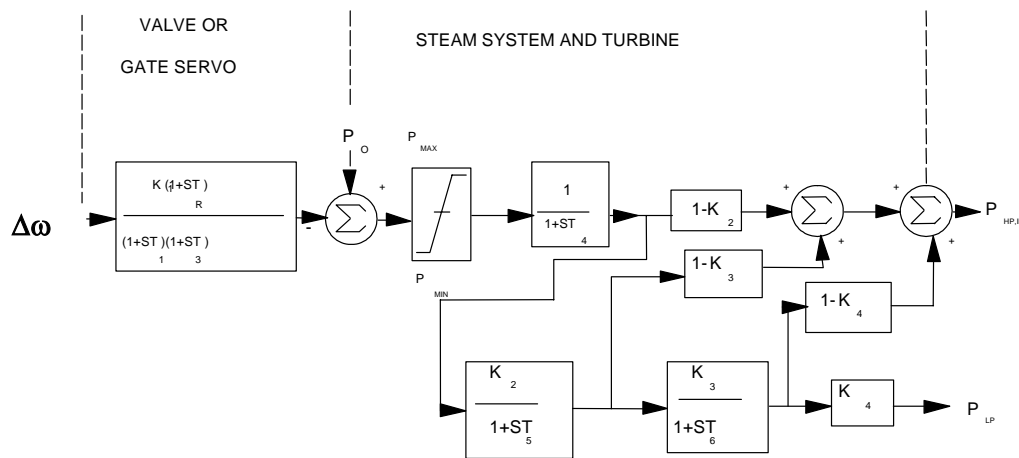 VALVE OR
GATE SERVO
STEAM SYSTEM AND TURBINE
P O
P MAX
K (1+ST )
1 R
(1+ST )(1+ST )
1 3
Δω
-
Σ
+
P MIN
1
1+ST 4
1-K 2
+
Σ
+
+
Σ
+
P HP,I
1-K 3
1-K 4
K 2
1+ST 5
K 3
1+ST 6
K 4
P LP